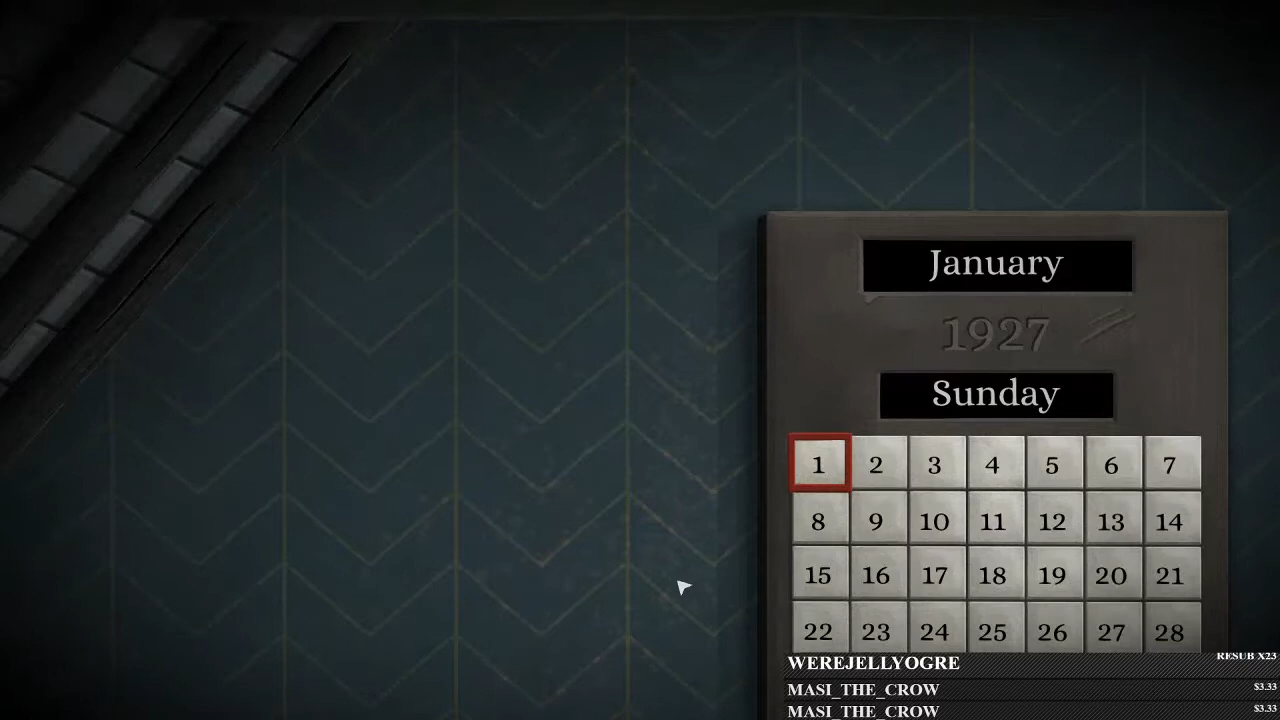 January
1927
Sunday
1 2 3 4 5 6 7
8 9 10 11 12 13 14
15 16 17 18 19 20 21
22 23 24 25 26 27 28
WEREJELLYOGRE RESUB X23
MASI_THE_CROW $3.33
MASI_THE_CROW $3.33